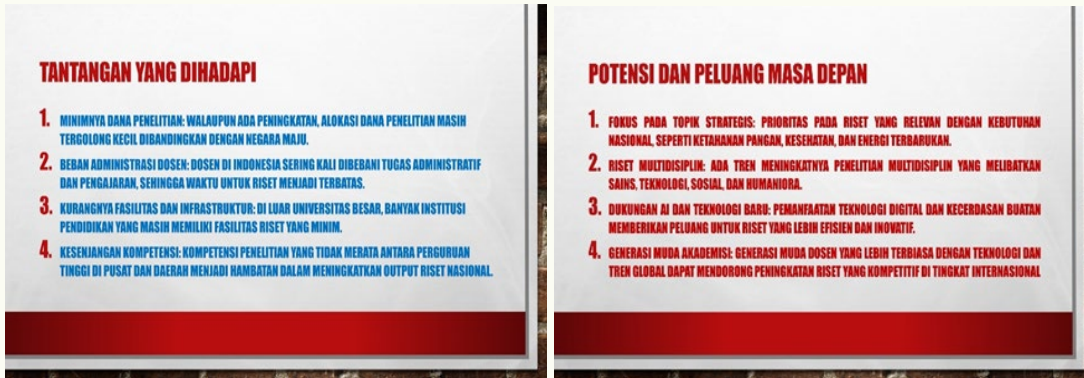 TANTANGAN YANG DIHADAPI
1. MINIMNYA DANA PENELITIAN: WALAUPUN ADA PENINGKATAN, ALOKASI DANA PENELITIAN MASIH
TERGOLONG KECIL DIBANDINGKAN DENGAN NEGARA MAJU.
2. BEBAN ADMINISTRASI DOSEN: DOSEN DI INDONESIA SERING KALI DIBEBANI TUGAS ADMINISTRATIF
DAN PENGAJARAN, SEHINGGA WAKTU UNTUK RISET MENJADI TERBATAS.
3. KURANGNYA FASILITAS DAN INFRASTRUKTUR: DI LUAR UNIVERSITAS BESAR, BANYAK INSTITUSI
PENDIDIKAN YANG MASIH MEMILIKI FASILITAS RISET YANG MINIM.
4. KESENJANGAN KOMPETENSI: KOMPETENSI PENELITIAN YANG TIDAK MERATA ANTARA PERGURUAN
TINGGI DI PUSAT DAN DAERAH MENJADI HAMBATAN DALAM MENINGKATKAN OUTPUT RISET NASIONAL.
POTENSI DAN PELUANG MASA DEPAN
1. FOKUS PADA TOPIK STRATEGIS: PRIORITAS PADA RISET YANG RELEVAN DENGAN KEBUTUHAN
NASIONAL, SEPERTI KETAHANAN PANGAN, KESEHATAN, DAN ENERGI TERBARUKAN.
2. RISET MULTIDISIPLIN: ADA TREN MENINGKATNYA PENELITIAN MULTIDISIPLIN YANG MELIBATKAN
SAINS, TEKNOLOGI, SOSIAL, DAN HUMANIORA.
3. DUKUNGAN AI DAN TEKNOLOGI BARU: PEMANFAATAN TEKNOLOGI DIGITAL DAN KECERDASAN BUATAN
MEMBERIKAN PELUANG UNTUK RISET YANG LEBIH EFISIEN DAN INOVATIF.
4. GENERASI MUDA AKADEMISI: GENERASI MUDA DOSEN YANG LEBIH TERBIASA DENGAN TEKNOLOGI DAN
TREN GLOBAL DAPAT MENDORONG PENINGKATAN RISET YANG KOMPETITIF DI TINGKAT INTERNASIONAL